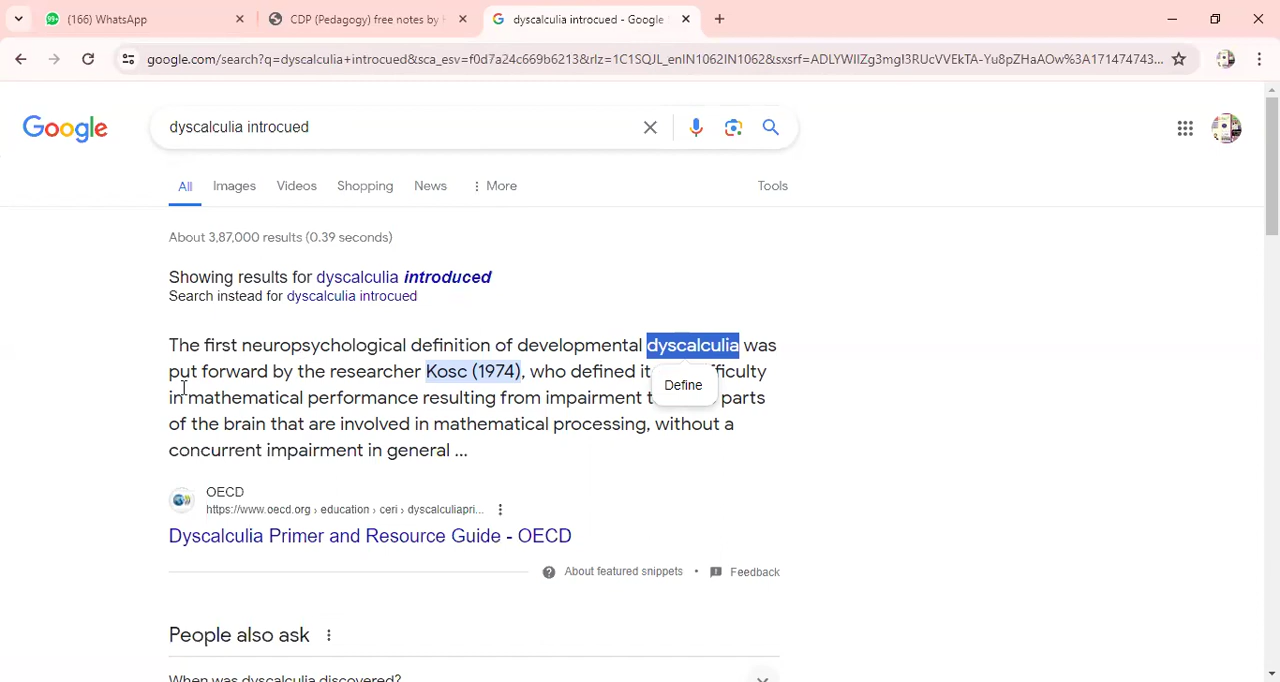 (166) WhatsApp
CDP (Pedagogy) free notes by
dyscalculia introcued - Google
google.com/search?q=dyscalculia+introcued&sca_esv=f0d7a24c669b6213&rlz=1C1SQJL_enIN1062IN1062&sxsrf=ADLYWIIZg3mgI3RUcVVEkTA-Yu8pZHaAOw%3A171474743...
Google
dyscalculia introcued
All
Images
Videos
Shopping
News
More
Tools
About 3,87,000 results (0.39 seconds)
Showing results for dyscalculia introduced
Search instead for dyscalculia introcued
The first neuropsychological definition of developmental dyscalculia was
put forward by the researcher Kosc (1974), who defined it fficulty
Define
in mathematical performance resulting from impairment t parts
of the brain that are involved in mathematical processing, without a
concurrent impairment in general ...
OECD
https://www.oecd.org › education › ceri › dyscalculiapri...
Dyscalculia Primer and Resource Guide - OECD
About featured snippets • Feedback
People also ask
When was dyscalculia discovered?